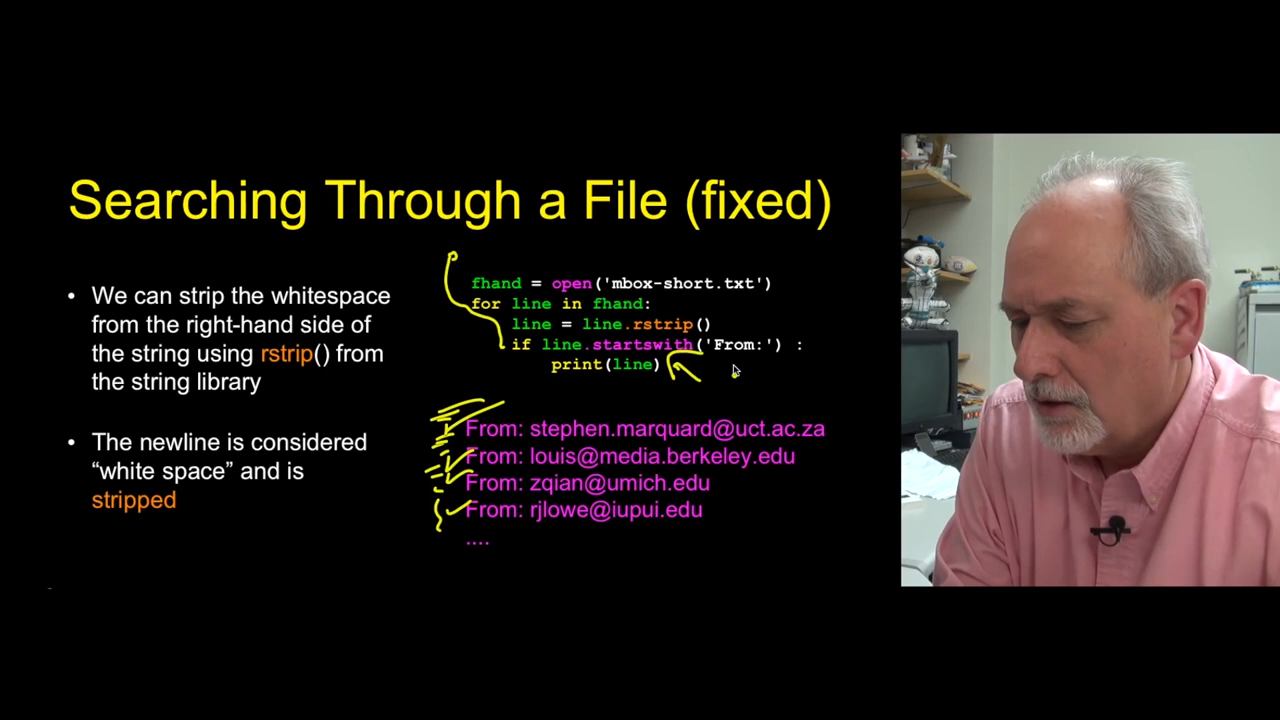 Searching Through a File (fixed)
• We can strip the whitespace
from the right-hand side of
the string using rstrip() from
the string library
• The newline is considered
“white space” and is
stripped
fhand = open('mbox-short.txt')
for line in fhand:
    line = line.rstrip()
    if line.startswith('From:') :
        print(line)
From: stephen.marquard@uct.ac.za
From: louis@media.berkeley.edu
From: zqian@umich.edu
From: rjlowe@iupui.edu
....